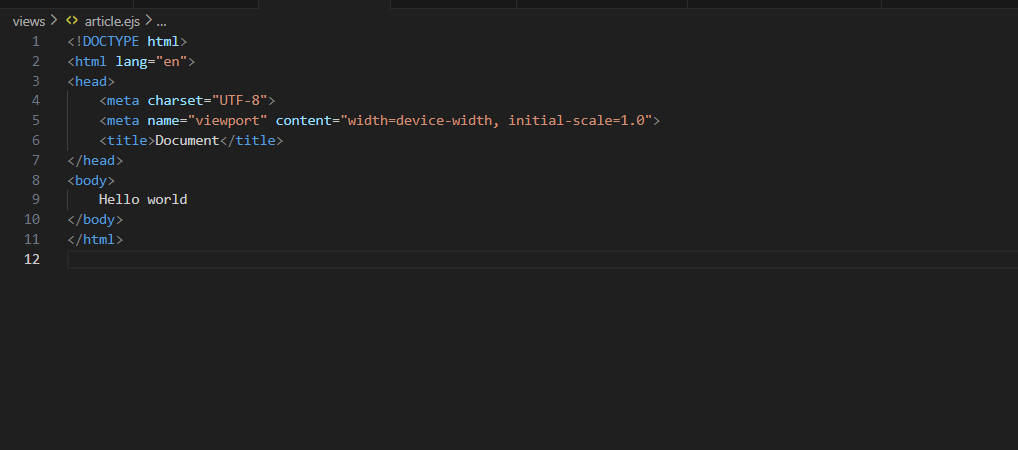 views > <> article.ejs > ...
1 <!DOCTYPE html>
2 <html lang="en">
3 <head>
4     <meta charset="UTF-8">
5     <meta name="viewport" content="width=device-width, initial-scale=1.0">
6     <title>Document</title>
7 </head>
8 <body>
9     Hello world
10 </body>
11 </html>
12